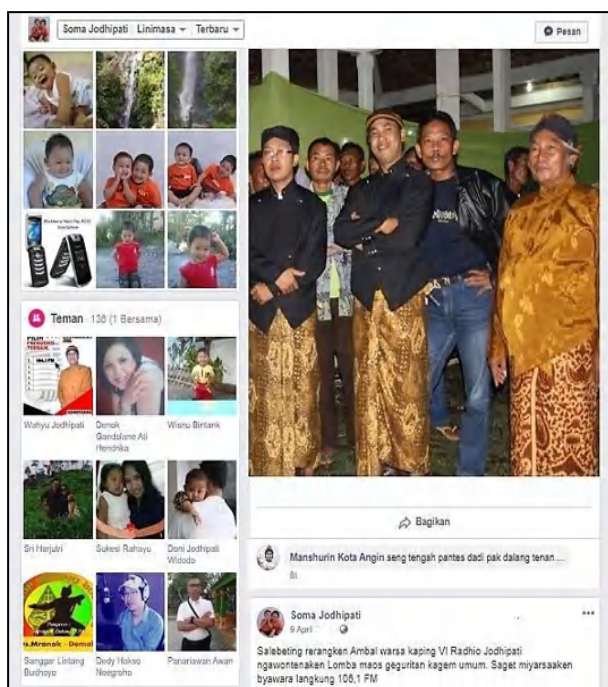 Soma Jodhipati Linimasa Terbaru
Pesan
Teman · 136 (1 Bersama)
Wahyu Jodhipati
Denok
Gandolane Ati
Hendrika
Wisnu Bintank
Sri Harjutri
Sukesi Rahayu
Doni Jodhipati
Widodo
Sanggar Lintang
Budhoyo
Dedy Hakso
Noegroho
Panariawan Awan
Bagikan
Manshurin Kota Angin seng tengah pantes dadi pak dalang tenan....
6t
Soma Jodhipati
9 April
Salebeting rerangken Ambal warsa kaping VI Radhio Jodhipati
ngawontenaken Lomba maos geguritan kagem umum. Saget miyarsaaken
byawara langkung 106,1 FM